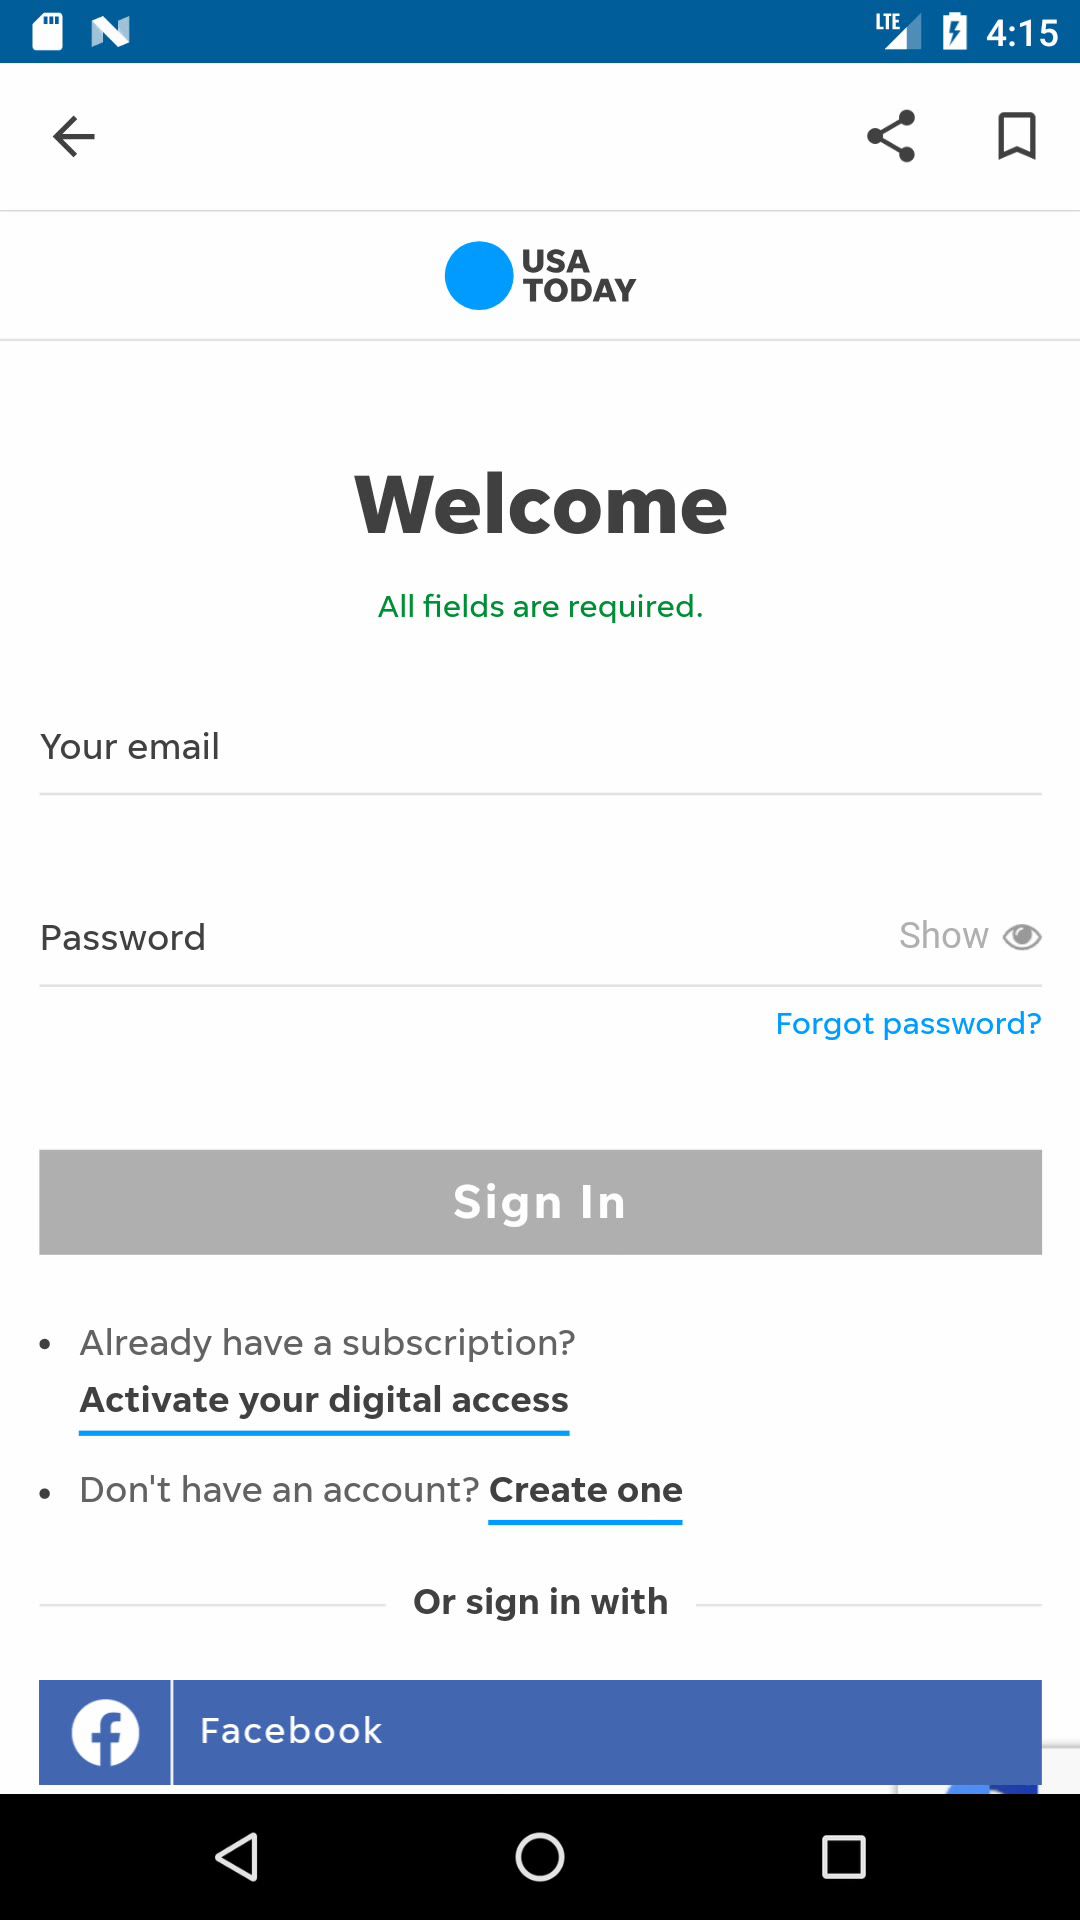 LTE 4:15
USA
TODAY
Welcome
All fields are required.
Your email
Password Show
Forgot password?
Sign In
Already have a subscription?
Activate your digital access
Don't have an account? Create one
Or sign in with
Facebook